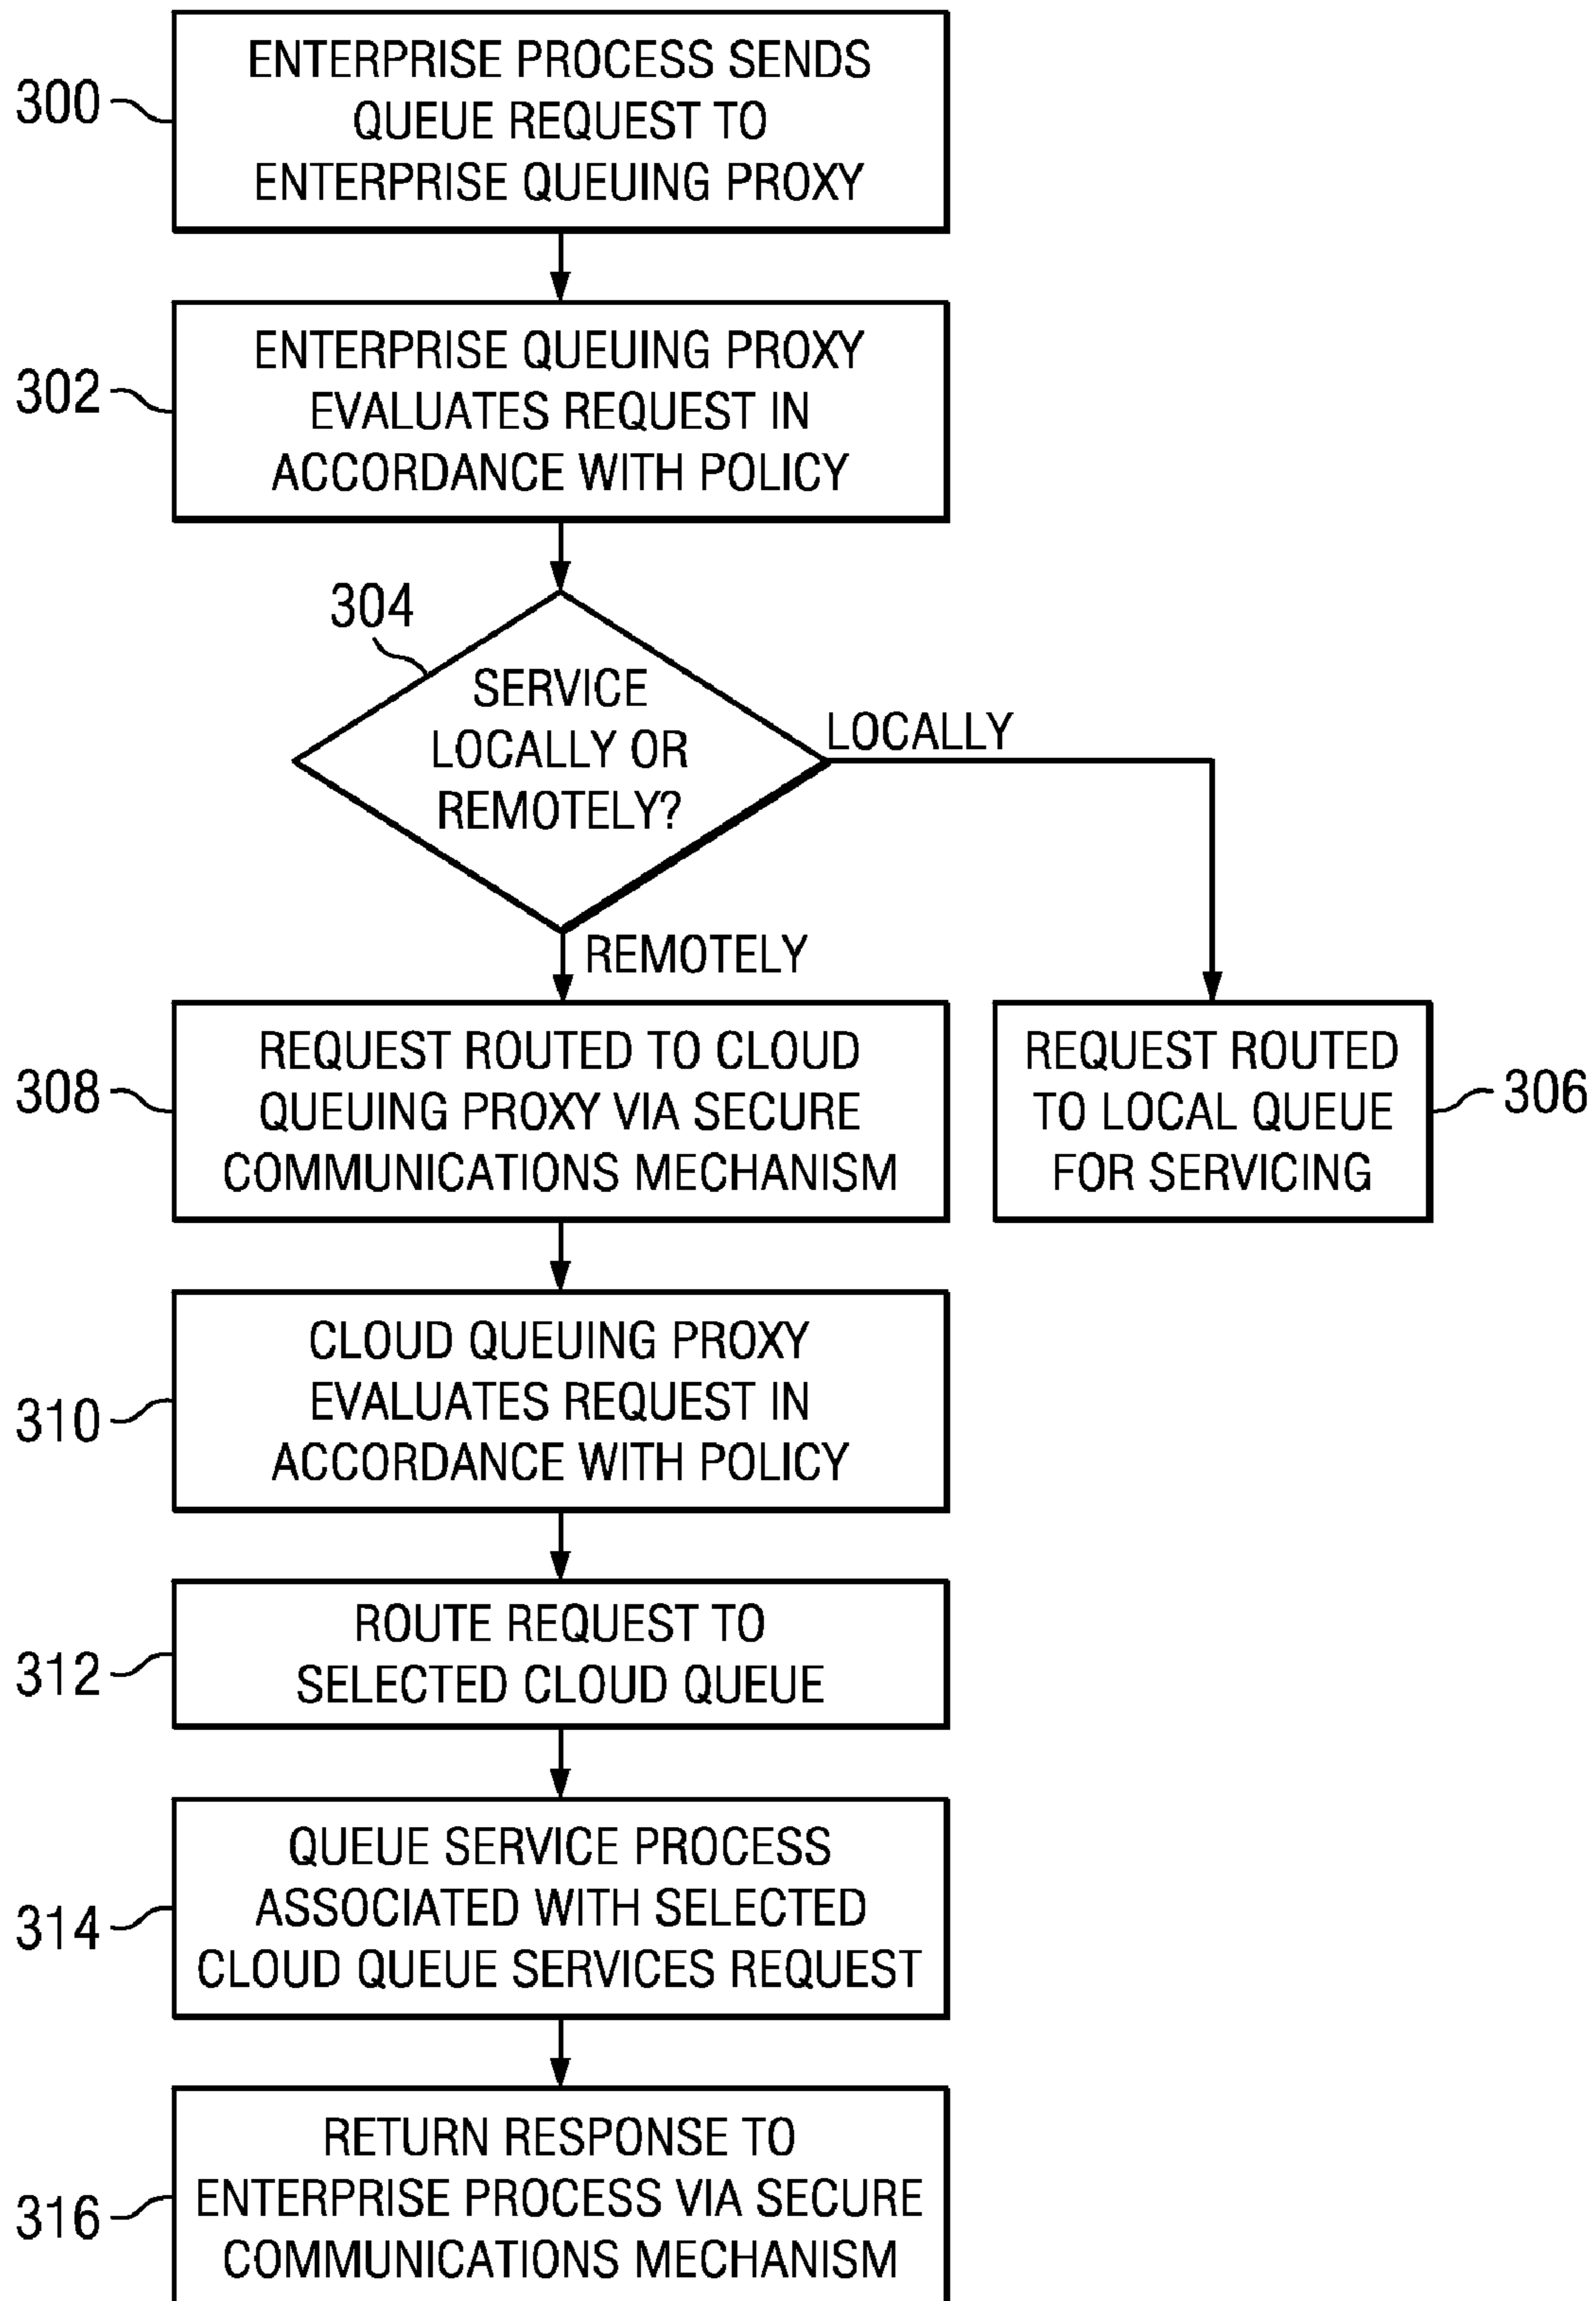 300
ENTERPRISE PROCESS SENDS
QUEUE REQUEST TO
ENTERPRISE QUEUING PROXY
302
ENTERPRISE QUEUING PROXY
EVALUATES REQUEST IN
ACCORDANCE WITH POLICY
304
SERVICE
LOCALLY OR
REMOTELY?
LOCALLY
REMOTELY
308
REQUEST ROUTED TO CLOUD
QUEUING PROXY VIA SECURE
COMMUNICATIONS MECHANISM
REQUEST ROUTED
TO LOCAL QUEUE
FOR SERVICING
306
310
CLOUD QUEUING PROXY
EVALUATES REQUEST IN
ACCORDANCE WITH POLICY
312
ROUTE REQUEST TO
SELECTED CLOUD QUEUE
314
QUEUE SERVICE PROCESS
ASSOCIATED WITH SELECTED
CLOUD QUEUE SERVICES REQUEST
316
RETURN RESPONSE TO
ENTERPRISE PROCESS VIA SECURE
COMMUNICATIONS MECHANISM